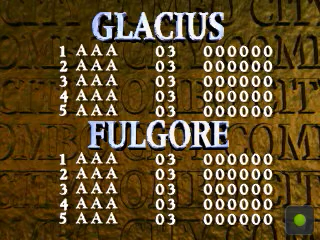 GLACIUS
1 AAA 03 000000
2 AAA 03 000000
3 AAA 03 000000
4 AAA 03 000000
5 AAA 03 000000
FULGORE
1 AAA 03 000000
2 AAA 03 000000
3 AAA 03 000000
4 AAA 03 000000
5 AAA 03 000000